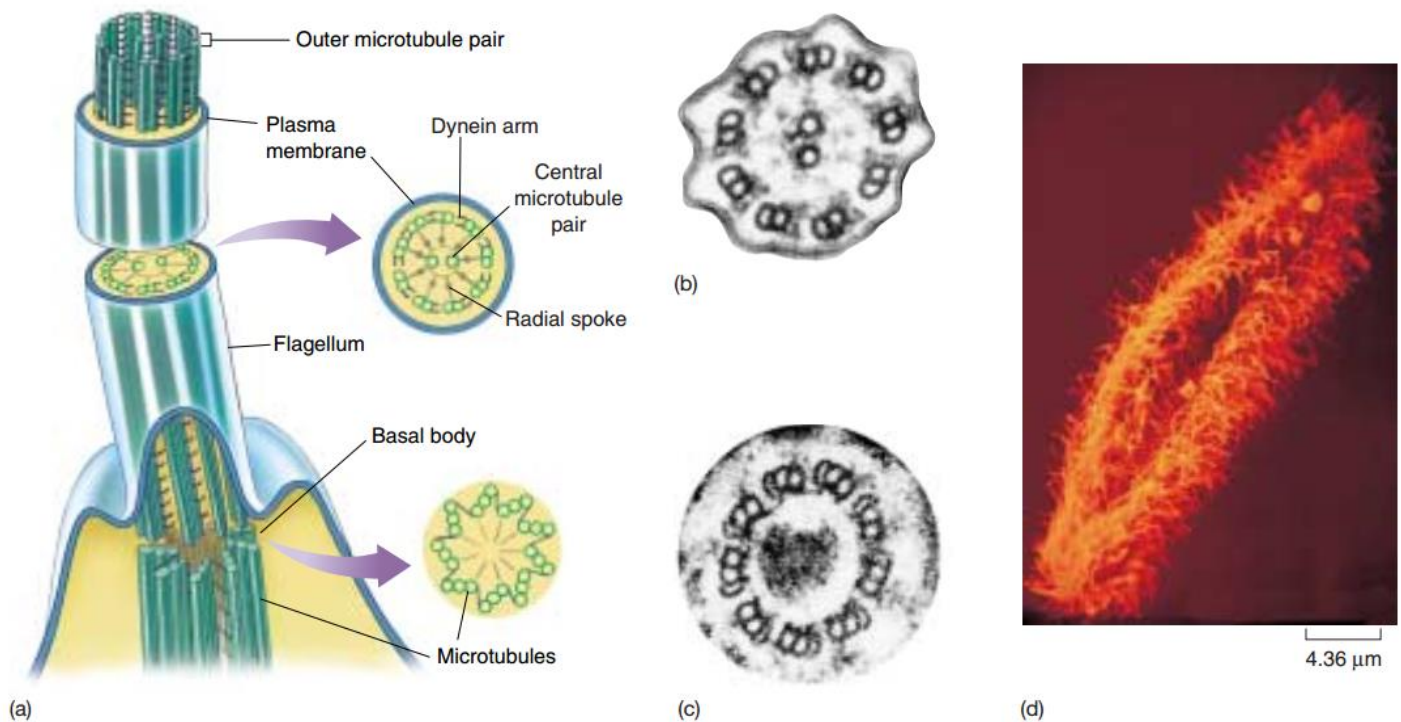 Outer microtubule pair
Plasma
membrane
Dynein arm
Central
microtubule
pair
Radial spoke
Flagellum
Basal body
Microtubules
(a)
(b)
(c)
4.36 µm
(d)